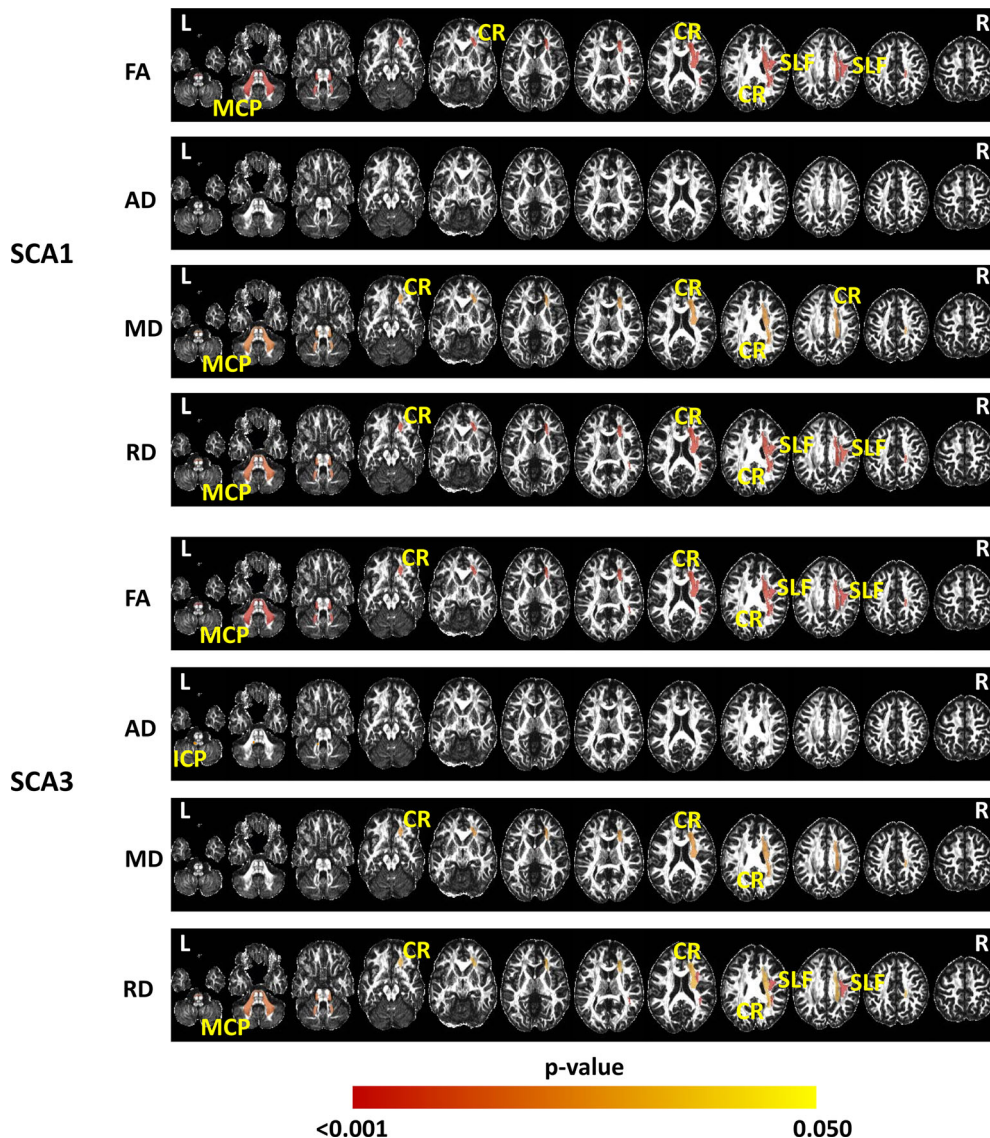 SCA1
L CR CR R
FA SLF SLF
MCP CR
L R
AD
L CR CR CR R
MD
MCP CR
L CR CR R
RD SLF SLF
MCP CR
SCA3
L CR CR R
FA SLF SLF
MCP CR
L R
AD
ICP
L CR CR R
MD
CR
L CR CR R
RD SLF SLF
MCP CR
p-value
<0.001 0.050